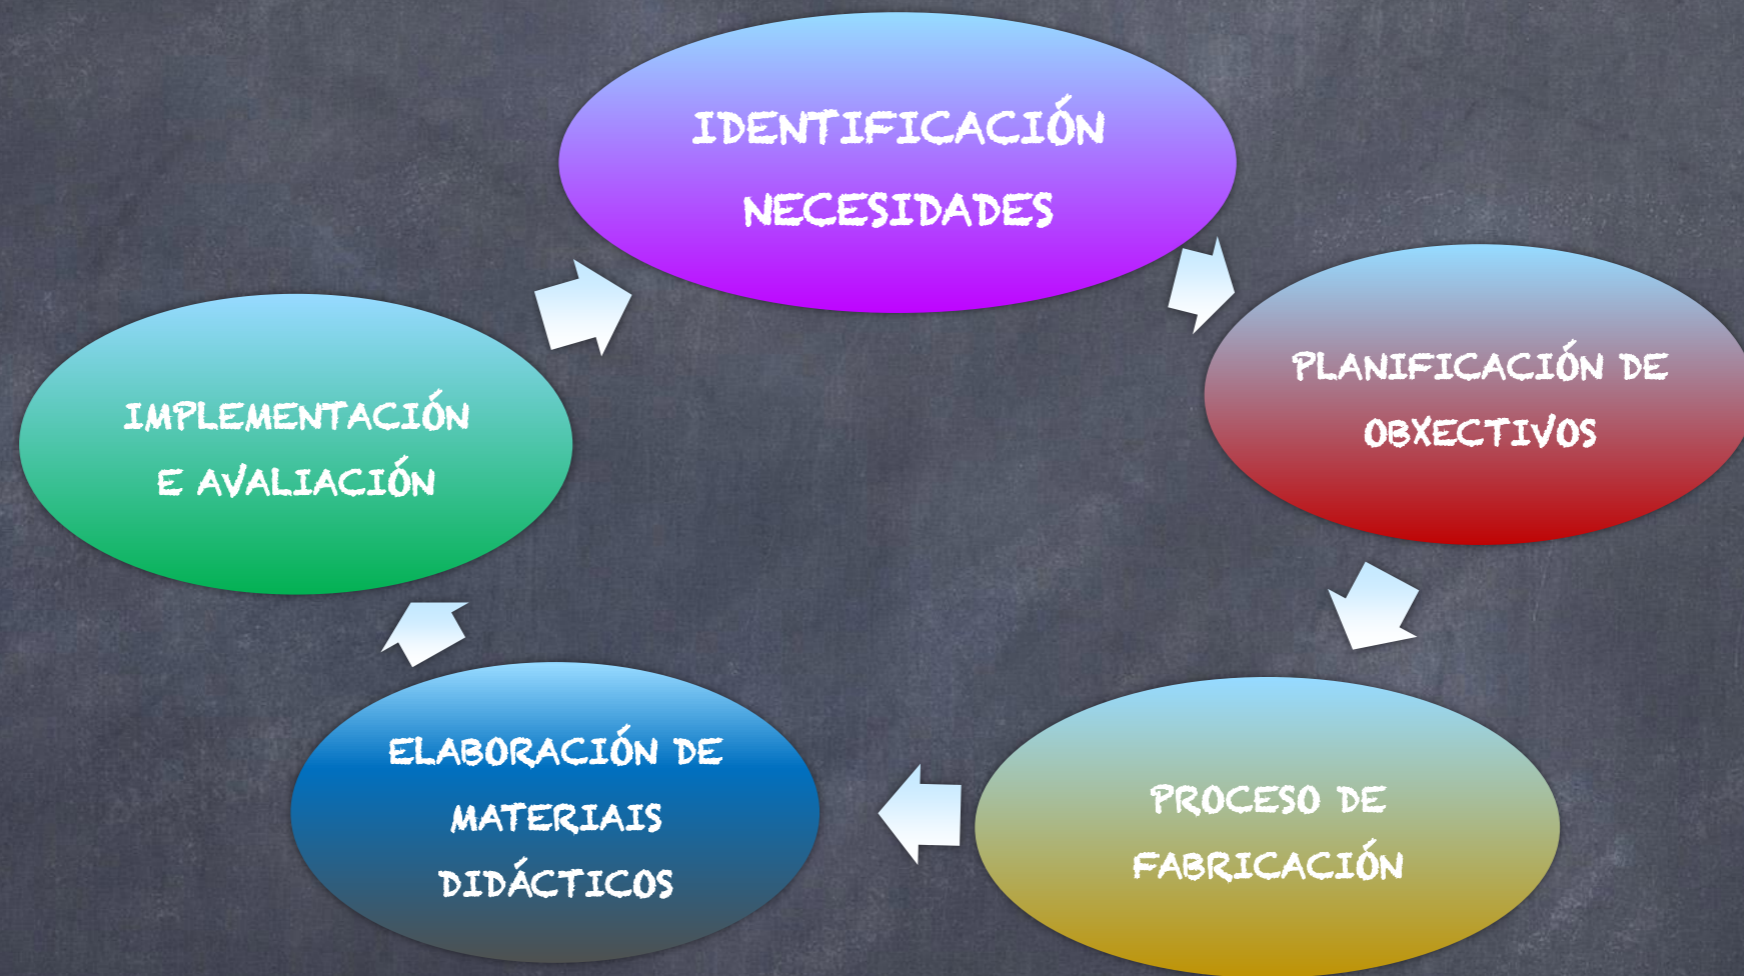 IDENTIFICACIÓN
NECESIDADES
PLANIFICACIÓN DE
OBXECTIVOS
PROCESO DE
FABRICACIÓN
ELABORACIÓN DE
MATERIAIS
DIDÁCTICOS
IMPLEMENTACIÓN
E AVALIACIÓN